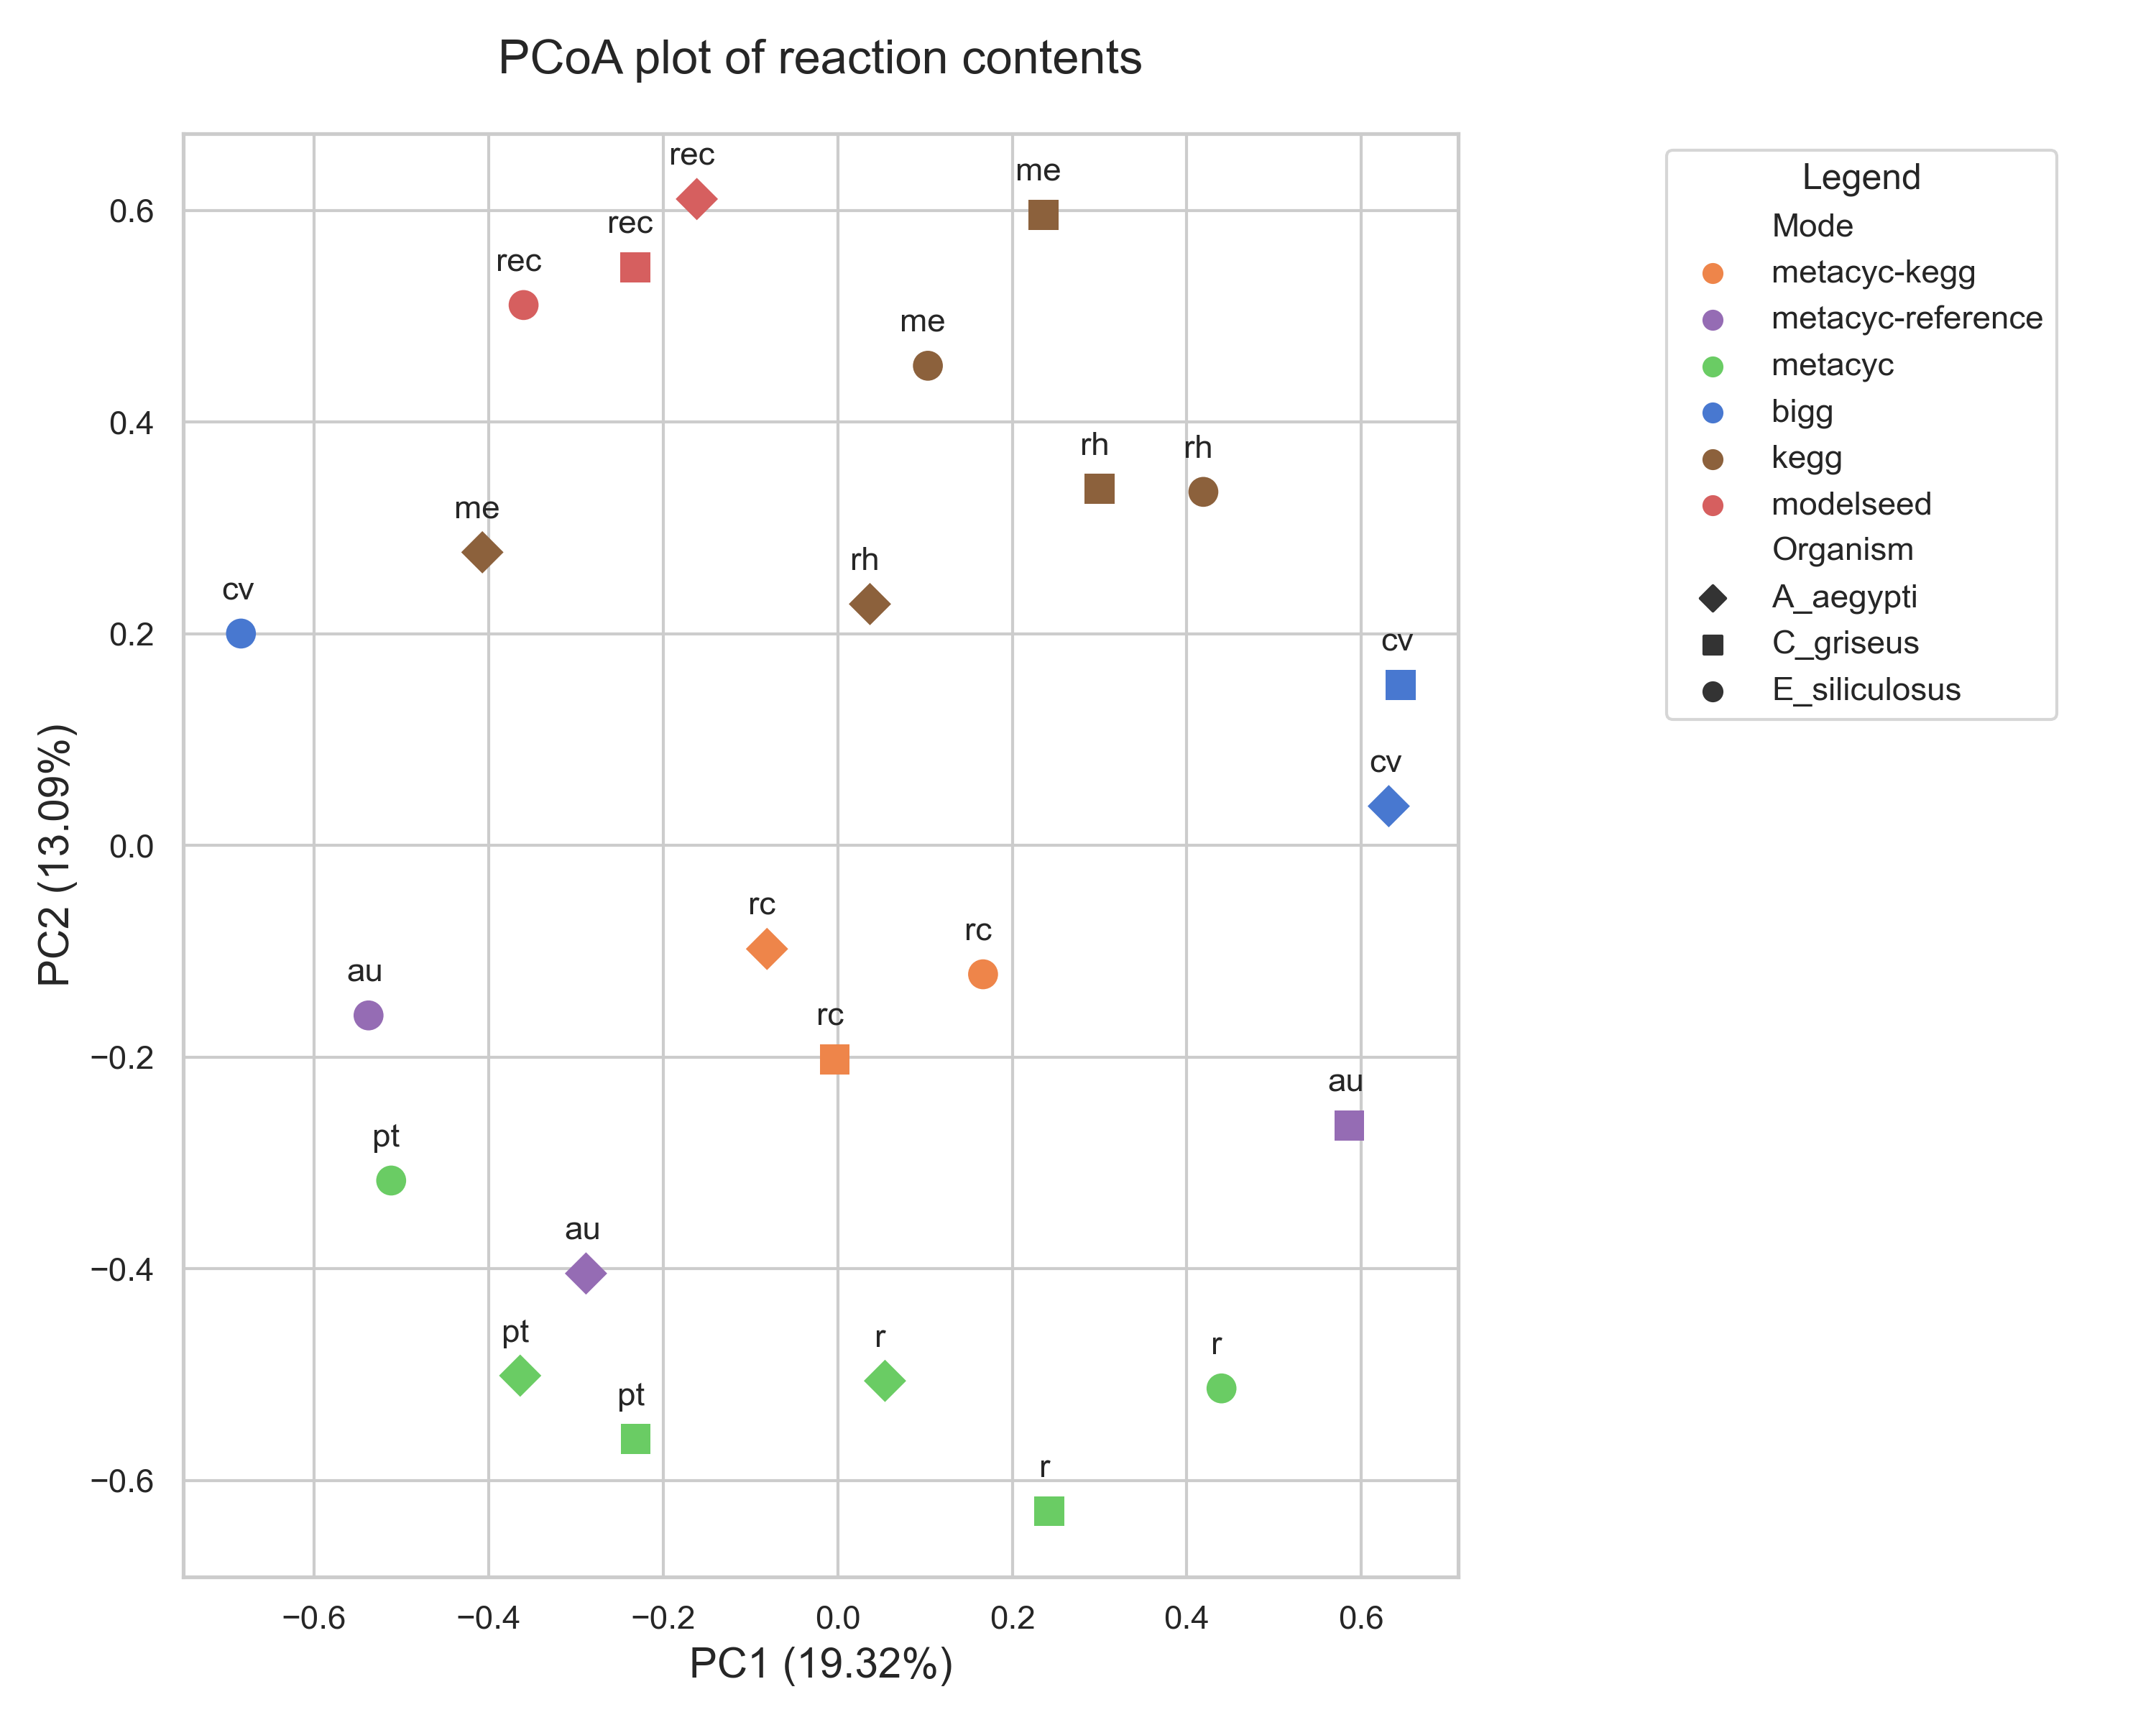 PCoA plot of reaction contents
rec
me
rec
rec
me
rh
rh
me
rh
cv
cv
cv
rc
rc
au
rc
au
pt
au
pt
r
r
pt
r
0.6
0.4
0.2
0.0
−0.2
−0.4
−0.6
PC2 (13.09%)
−0.6
−0.4
−0.2
0.0
0.2
0.4
0.6
PC1 (19.32%)
Legend
Mode
metacyc-kegg
metacyc-reference
metacyc
bigg
kegg
modelseed
Organism
A_aegypti
C_griseus
E_siliculosus